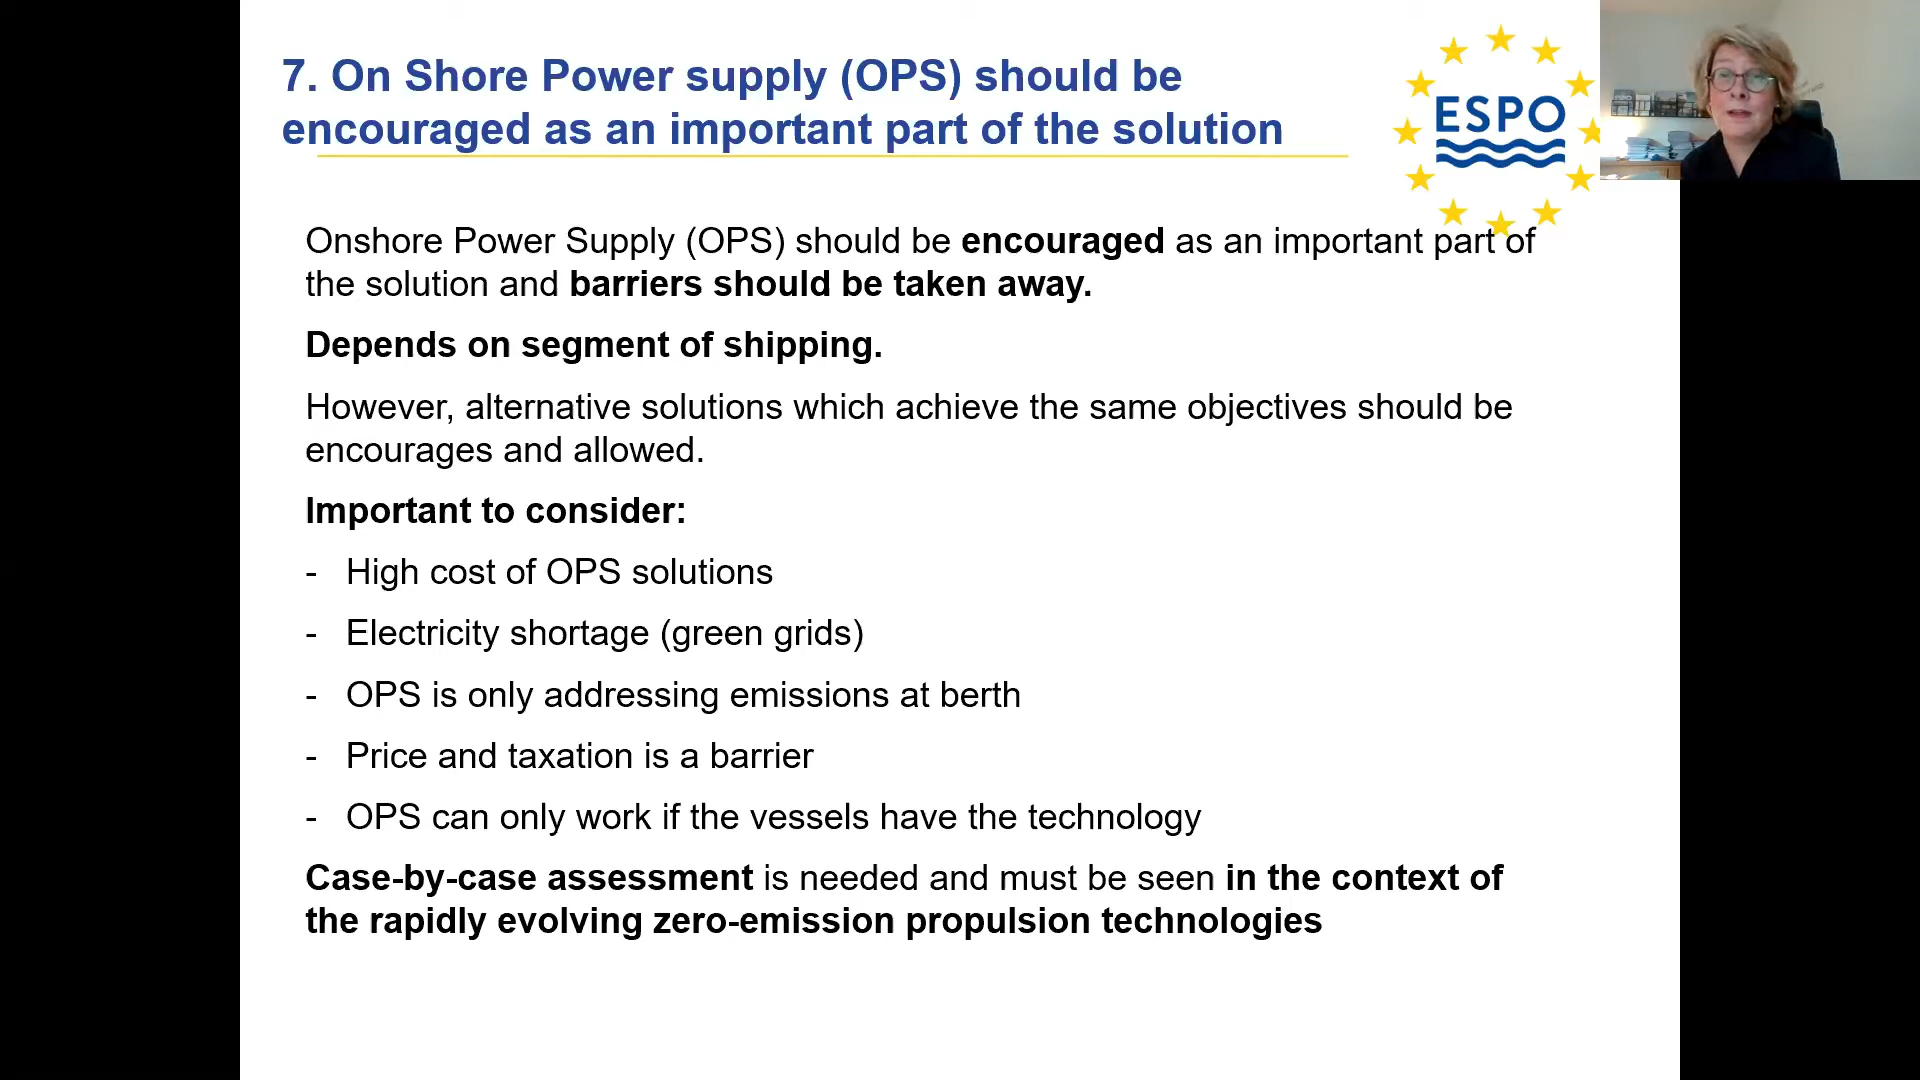 7. On Shore Power supply (OPS) should be
encouraged as an important part of the solution
ESPO
Onshore Power Supply (OPS) should be encouraged as an important part of
the solution and barriers should be taken away.
Depends on segment of shipping.
However, alternative solutions which achieve the same objectives should be
encourages and allowed.
Important to consider:
- High cost of OPS solutions
- Electricity shortage (green grids)
- OPS is only addressing emissions at berth
- Price and taxation is a barrier
- OPS can only work if the vessels have the technology
Case-by-case assessment is needed and must be seen in the context of
the rapidly evolving zero-emission propulsion technologies